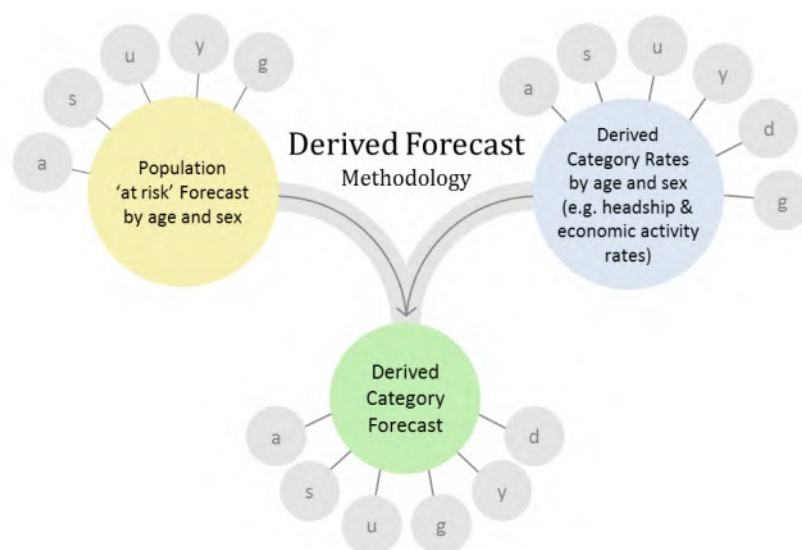 a
s
u
y
g
Population
‘at risk’ Forecast
by age and sex
Derived Forecast
Methodology
a
s
u
y
d
g
Derived
Category Rates
by age and sex
(e.g. headship &
economic activity
rates)
Derived
Category
Forecast
a
s
u
g
y
d